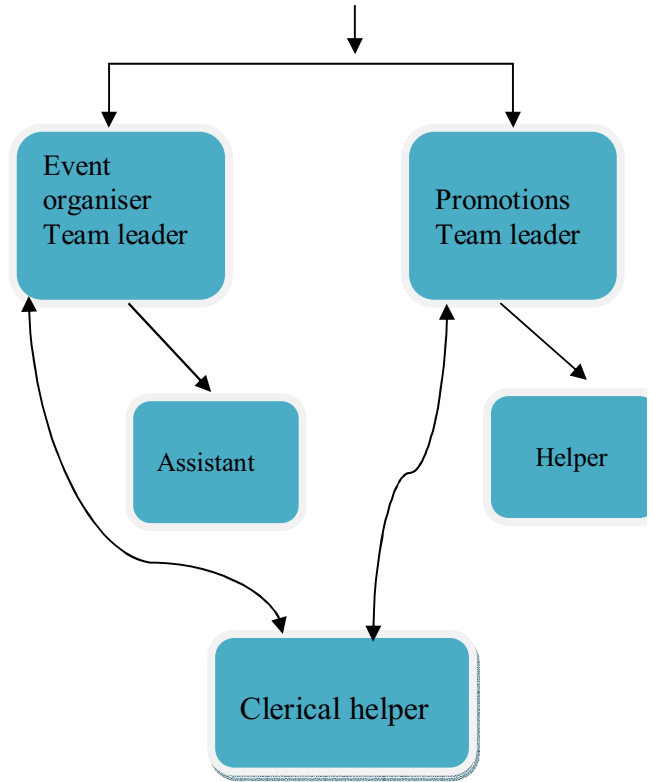 Event
organiser
Team leader
Promotions
Team leader
Assistant
Helper
Clerical helper